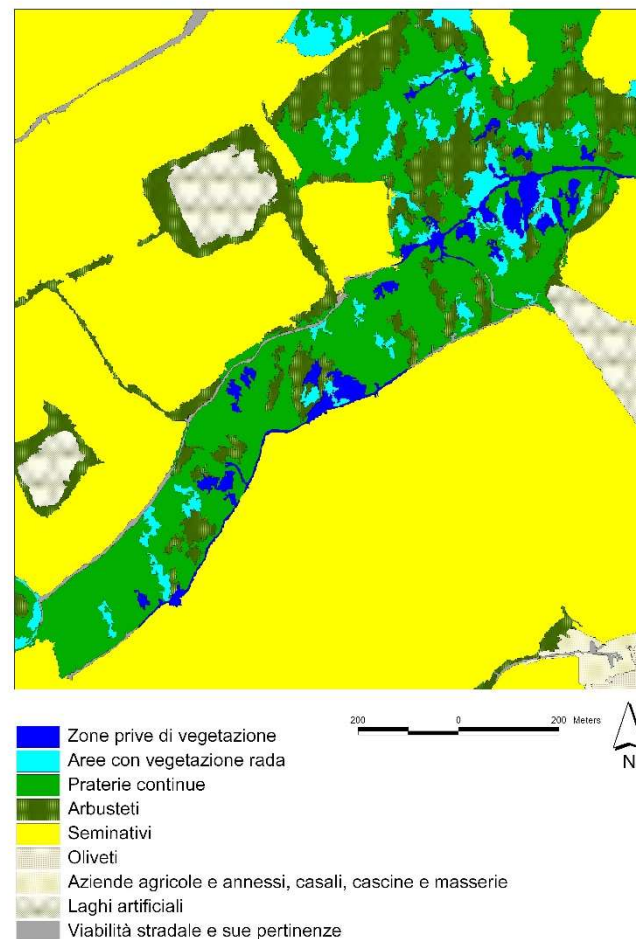 200 0 200 Meters
N
Zone prive di vegetazione
Aree con vegetazione rada
Praterie continue
Arbusteti
Seminativi
Oliveti
Aziende agricole e annessi, casali, cascine e masserie
Laghi artificiali
Viabilità stradale e sue pertinenze